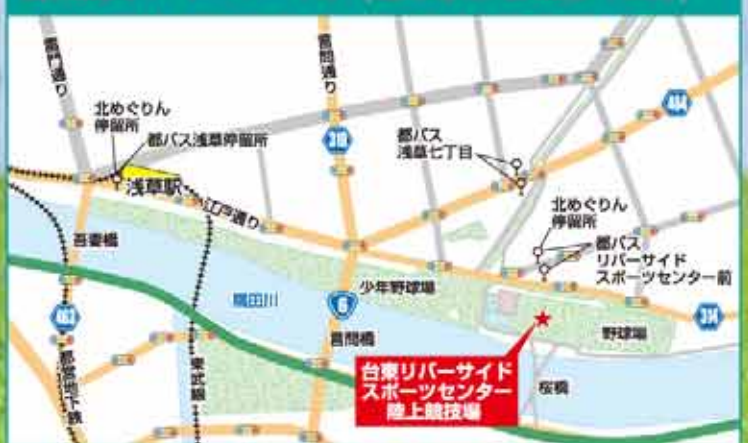 雷門通り
言問通り
北めぐりん
停留所
都バス浅草停留所
浅草駅
江戸通り
319
464
都バス
浅草七丁目
北めぐりん
停留所
都バス
リバーサイド
スポーツセンター前
吾妻橋
隅田川
6
少年野球場
言問橋
野球場
314
463
都営地下鉄
東武線
台東リバーサイド
スポーツセンター
陸上競技場
桜橋